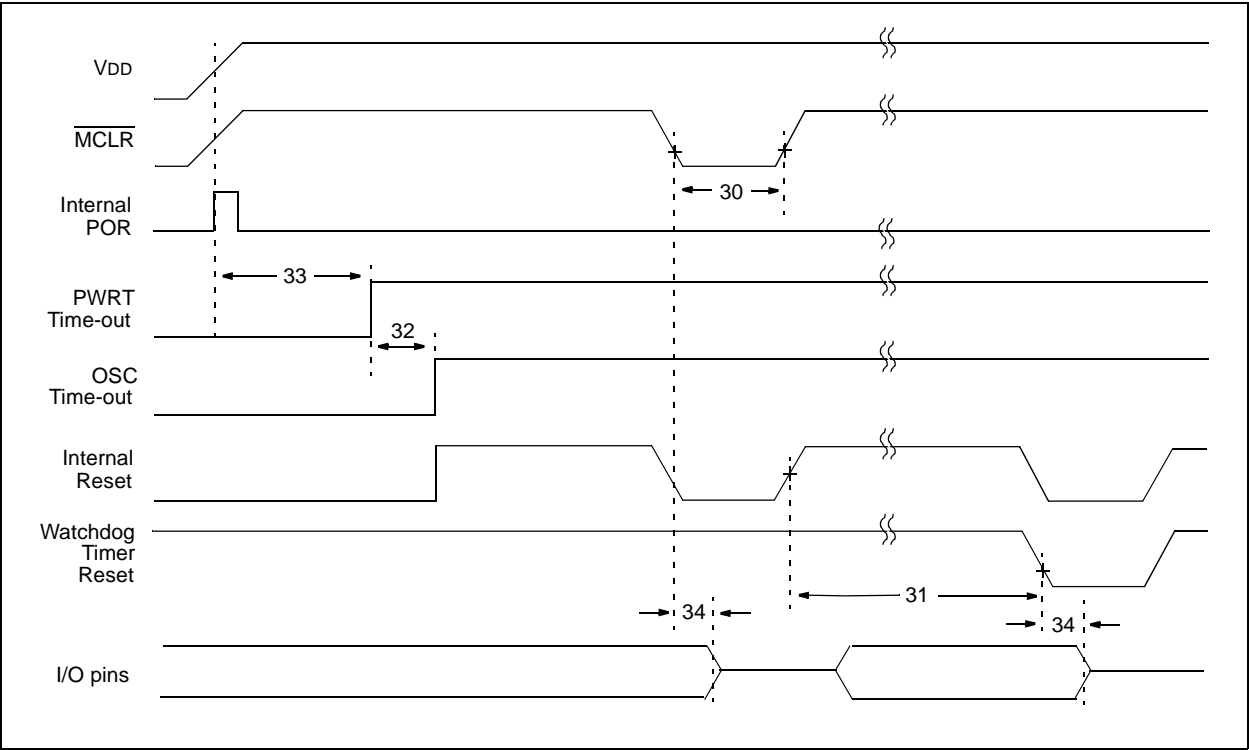 VDD
MCLR
30
Internal
POR
33
PWRT
Time-out
32
OSC
Time-out
Internal
Reset
Watchdog
Timer
Reset
31
34
34
I/O pins